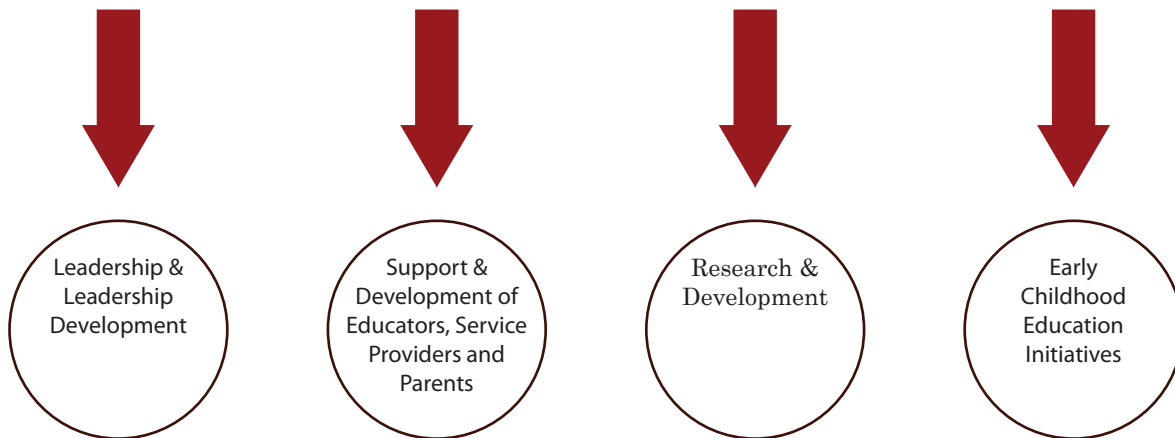 Leadership &
Leadership
Development
Support &
Development of
Educators, Service
Providers and
Parents
Research &
Development
Early
Childhood
Education
Initiatives